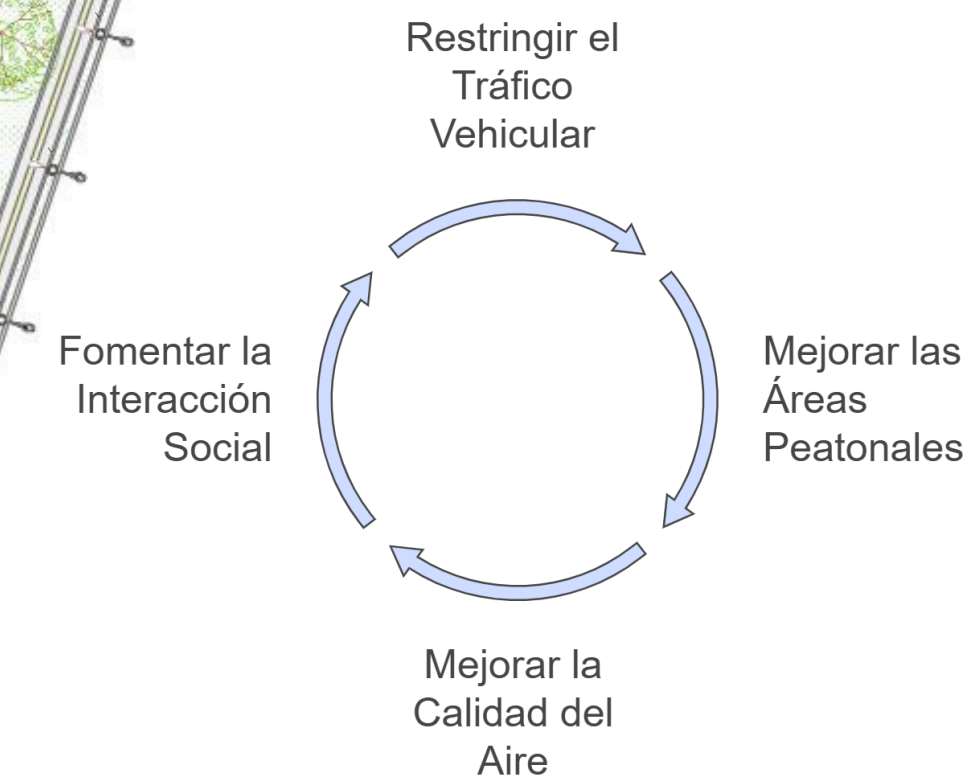 Restringir el
Tráfico
Vehicular
Fomentar la
Interacción
Social
Mejorar las
Áreas
Peatonales
Mejorar la
Calidad del
Aire